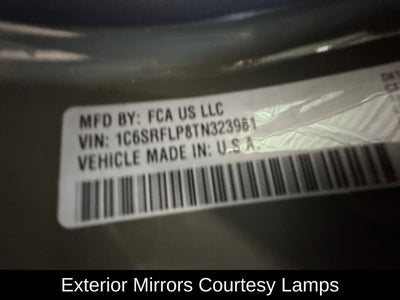 MFD BY: FCA US LLC
VIN: 1C6SRFLP8TN323981
VEHICLE MADE IN: U.S.A.
Exterior Mirrors Courtesy Lamps